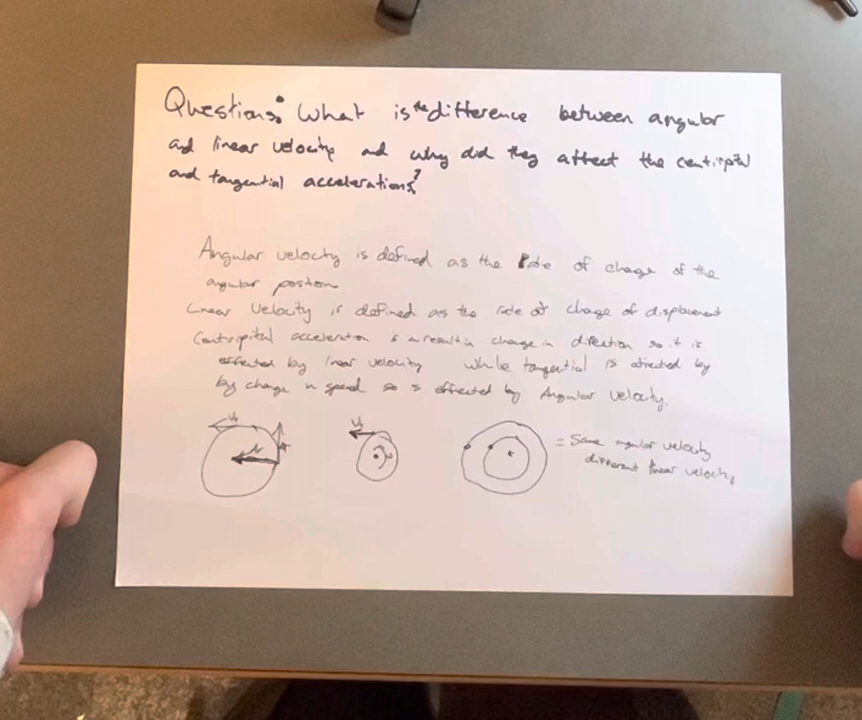 Questions: What is the difference between angular
and linear velocity and why did they affect the centripital
and tangential accelerations?
Angular velocity is defined as the Rate of change of the
angular position
Linear Velocity is defined as the rate of change of displacement
Centripital acceleration is a result in change in direction so it is
effected by linear velocity while tangential is affected by
by change in speed so is effected by Angular velocity.
= Same angular velocity
different linear velocity